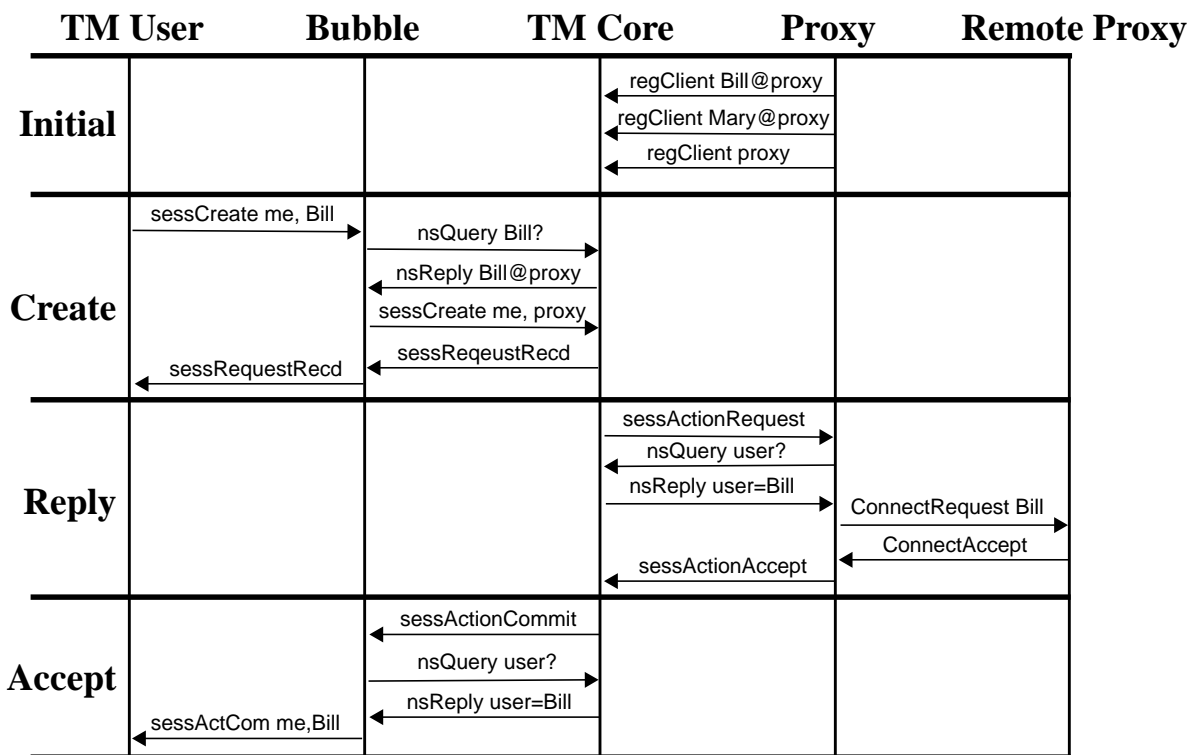 TM User Bubble TM Core Proxy Remote Proxy
Initial
regClient Bill@proxy
regClient Mary@proxy
regClient proxy
Create
sessCreate me, Bill
nsQuery Bill?
nsReply Bill@proxy
sessCreate me, proxy
sessReqeustRecd
sessRequestRecd
Reply
sessActionRequest
nsQuery user?
nsReply user=Bill
ConnectRequest Bill
ConnectAccept
sessActionAccept
Accept
sessActionCommit
nsQuery user?
nsReply user=Bill
sessActCom me,Bill